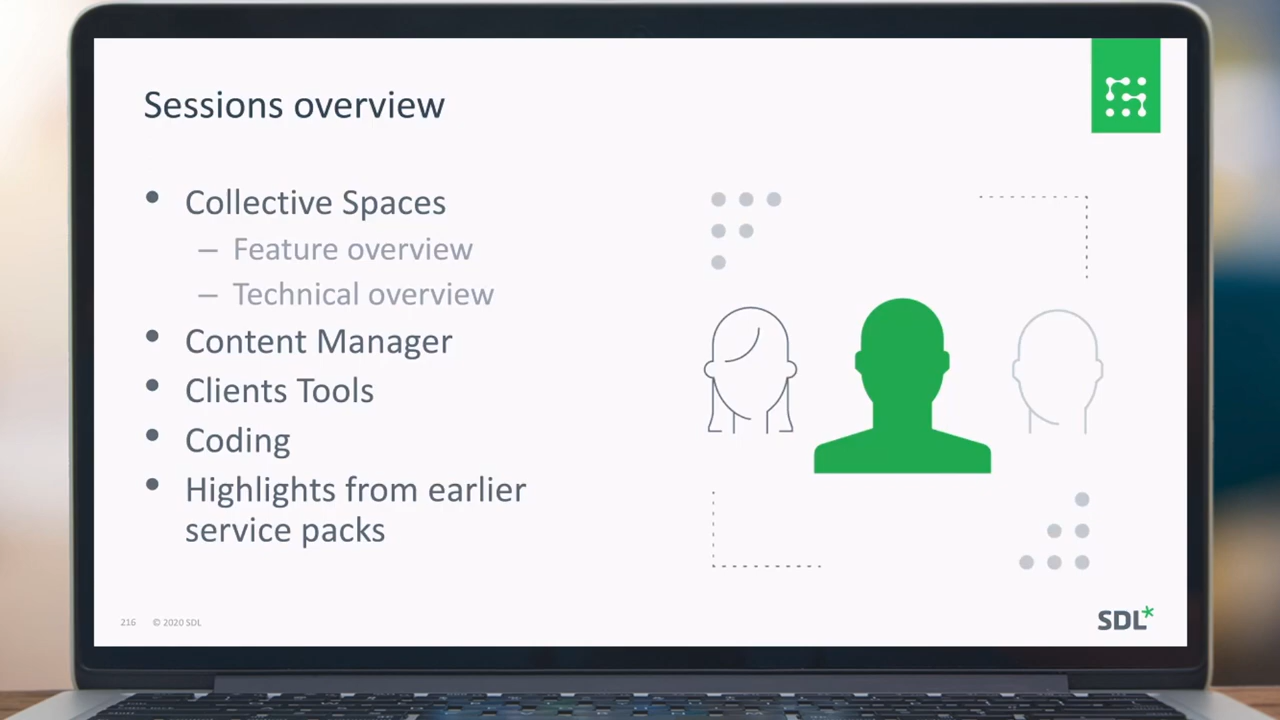 Sessions overview
• Collective Spaces
– Feature overview
– Technical overview
• Content Manager
• Clients Tools
• Coding
• Highlights from earlier
service packs
216 © 2020 SDL
SDL*